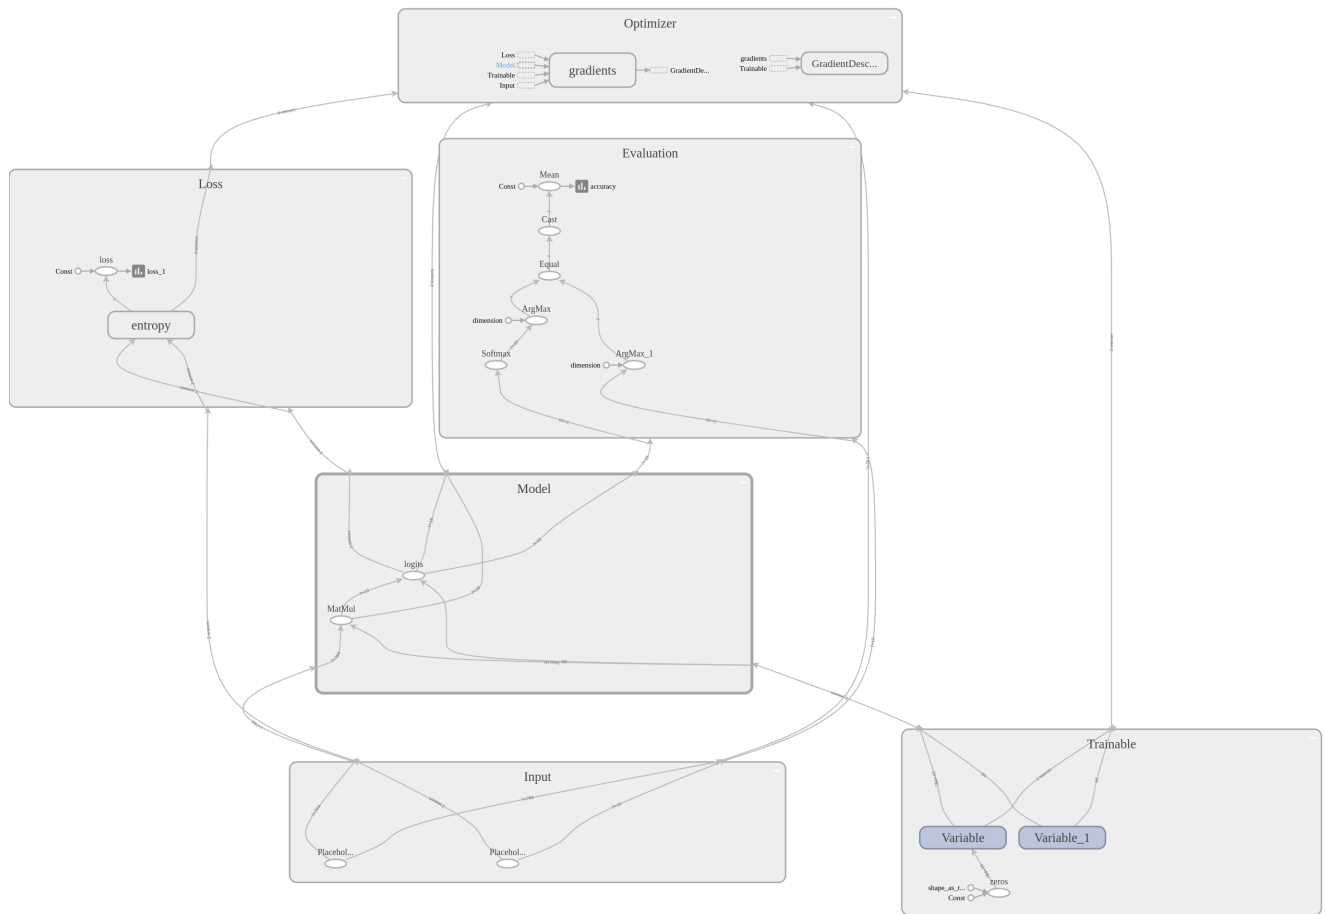 Optimizer
Loss
Model
Trainable
Input
gradients
GradientDe...
gradients
Trainable
GradientDesc...
Loss
Const
loss
loss_1
entropy
Evaluation
Mean
Const
accuracy
Cast
Equal
ArgMax
dimension
Softmax
ArgMax_1
dimension
Model
logits
MatMul
Input
Placehol...
Placehol...
Trainable
Variable
Variable_1
zeros
shape_as_t...
Const